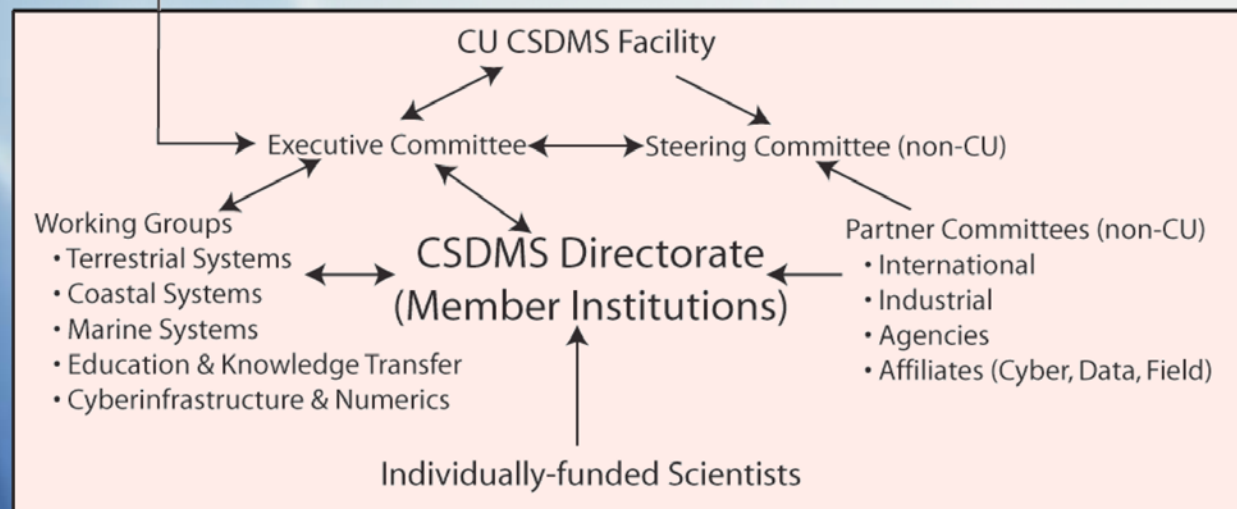 CU CSDMS Facility
Executive Committee
Steering Committee (non-CU)
Working Groups
• Terrestrial Systems
• Coastal Systems
• Marine Systems
• Education & Knowledge Transfer
• Cyberinfrastructure & Numerics
CSDMS Directorate
(Member Institutions)
Partner Committees (non-CU)
• International
• Industrial
• Agencies
• Affiliates (Cyber, Data, Field)
Individually-funded Scientists